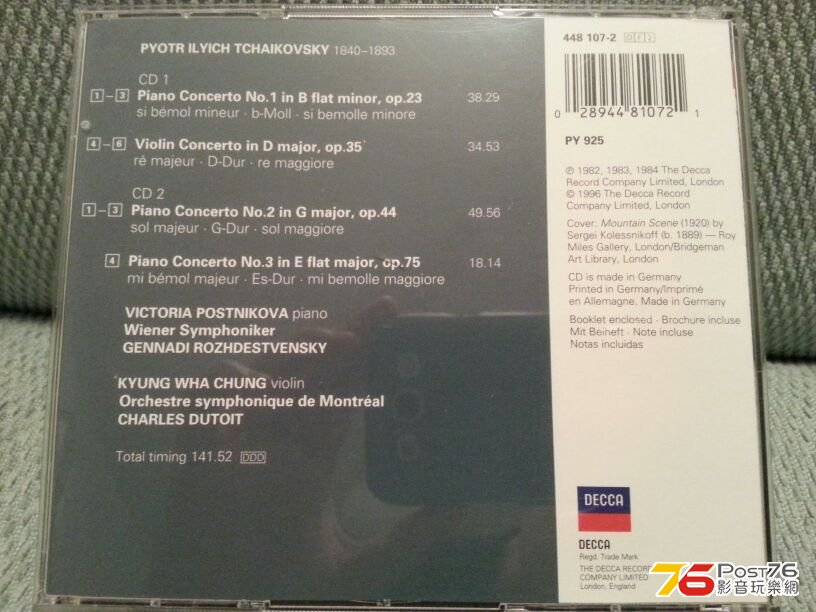 PYOTR ILYICH TCHAIKOVSKY 1840–1893
CD 1
1 – 3 Piano Concerto No.1 in B flat minor, op.23 38.29
si bémol mineur · b-Moll · si bemolle minore
4 – 6 Violin Concerto in D major, op.35 34.53
ré majeur · D-Dur · re maggiore
CD 2
1 – 3 Piano Concerto No.2 in G major, op.44 49.56
sol majeur · G-Dur · sol maggiore
4 Piano Concerto No.3 in E flat major, op.75 18.14
mi bémol majeur · Es-Dur · mi bemolle maggiore
VICTORIA POSTNIKOVA piano
Wiener Symphoniker
GENNADI ROZHDESTVENSKY
KYUNG WHA CHUNG violin
Orchestre symphonique de Montréal
CHARLES DUTOIT
Total timing 141.52 DDD
448 107-2 DF2
0 28944 81072 1
PY 925
℗ 1982, 1983, 1984 The Decca
Record Company Limited, London
© 1996 The Decca Record
Company Limited, London
Cover: Mountain Scene (1920) by
Sergei Kolessnikoff (b. 1889) — Roy
Miles Gallery, London/Bridgeman
Art Library, London
CD is made in Germany
Printed in Germany/Imprimé
en Allemagne. Made in Germany
Booklet enclosed · Brochure incluse
Mit Beiheft · Note incluse
Notas incluidas
DECCA
DECCA
Regd. Trade Mark
THE DECCA RECORD
COMPANY LIMITED
London, England
76 Post76
影音玩樂網